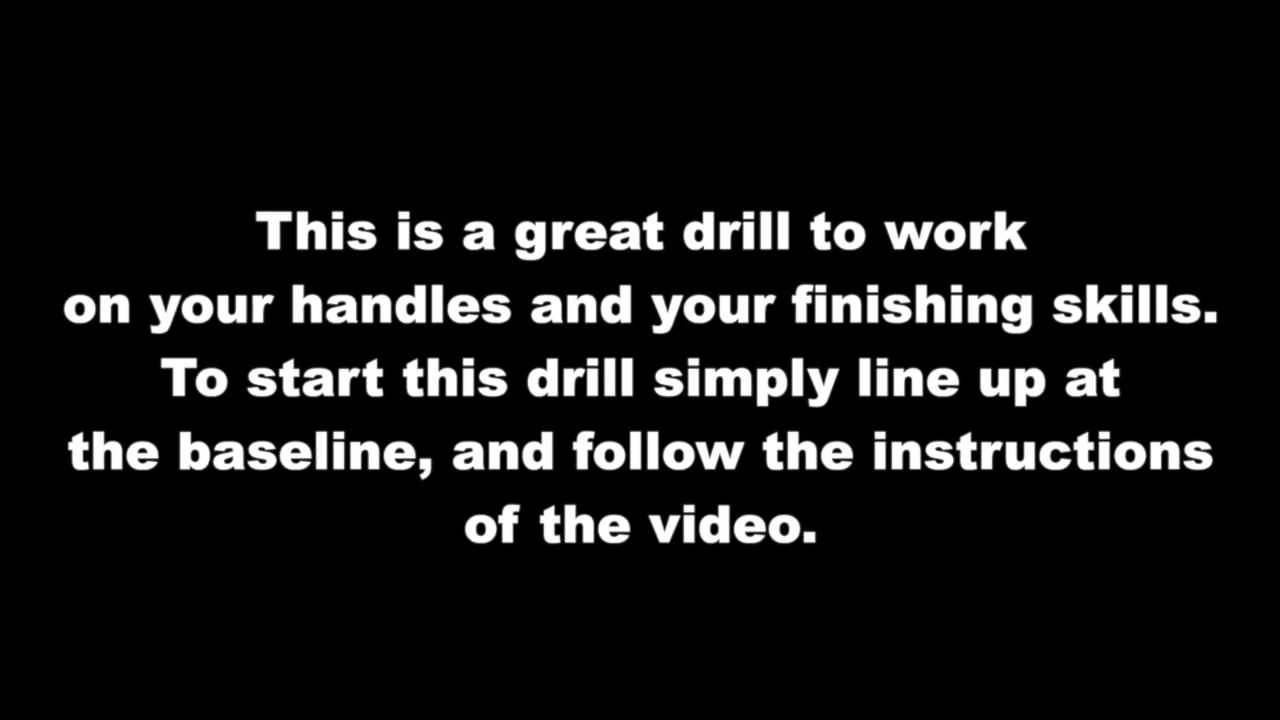 This is a great drill to work
on your handles and your finishing skills.
To start this drill simply line up at
the baseline, and follow the instructions
of the video.